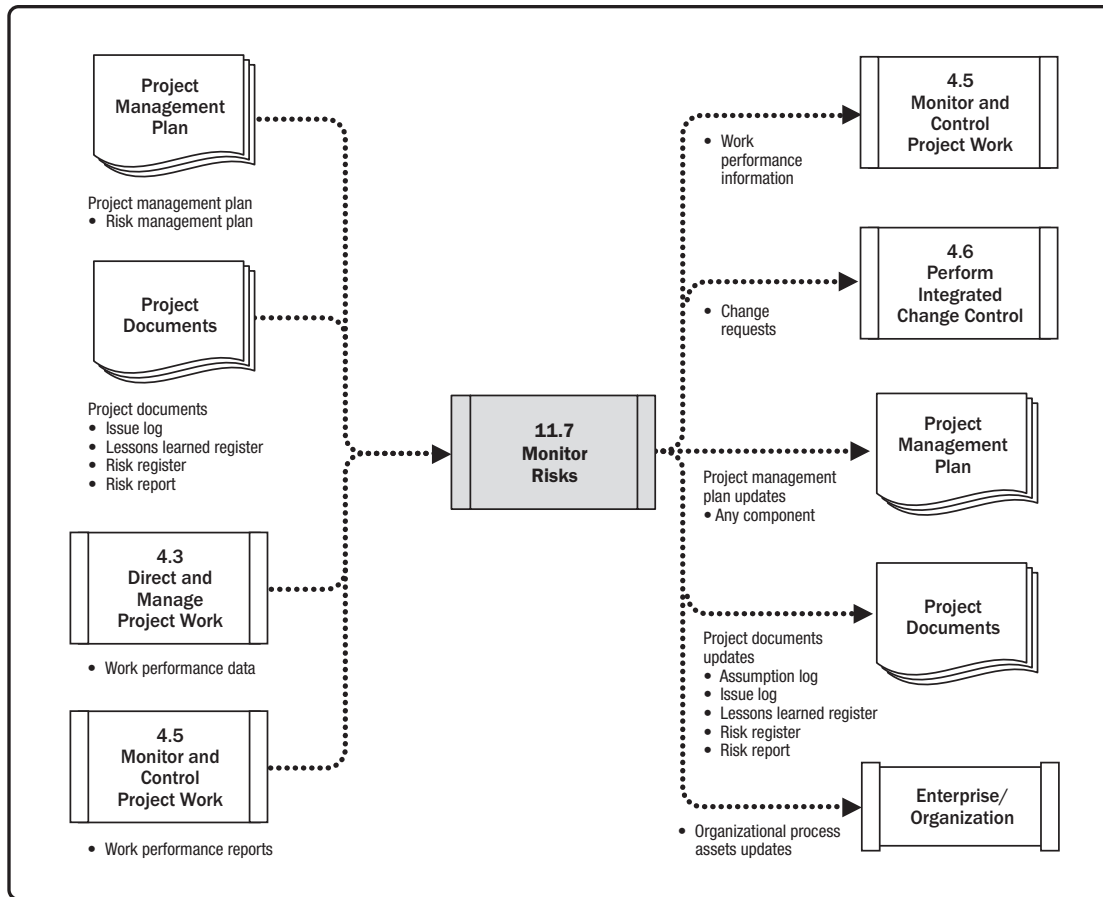 Project
Management
Plan
Project management plan
• Risk management plan
Project
Documents
Project documents
• Issue log
• Lessons learned register
• Risk register
• Risk report
4.3
Direct and
Manage
Project Work
• Work performance data
4.5
Monitor and
Control
Project Work
• Work performance reports
11.7
Monitor
Risks
• Work
performance
information
4.5
Monitor and
Control
Project Work
• Change
requests
4.6
Perform
Integrated
Change Control
Project management
plan updates
• Any component
Project
Management
Plan
Project documents
updates
• Assumption log
• Issue log
• Lessons learned register
• Risk register
• Risk report
Project
Documents
• Organizational process
assets updates
Enterprise/
Organization